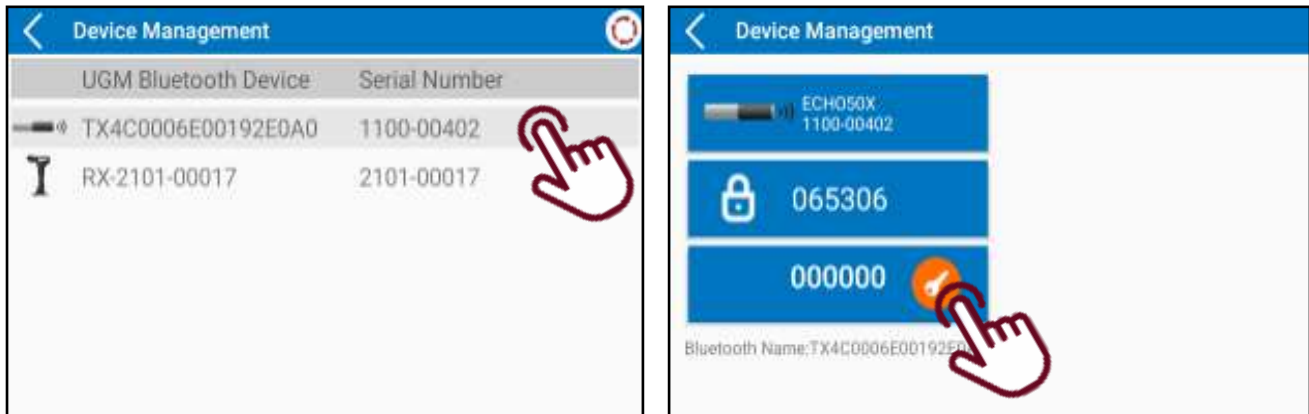 Device Management
UGM Bluetooth Device Serial Number
TX4C0006E00192E0A0 1100-00402
RX-2101-00017 2101-00017
Device Management
ECHO50X
1100-00402
065306
000000
Bluetooth Name:TX4C0006E00192E0